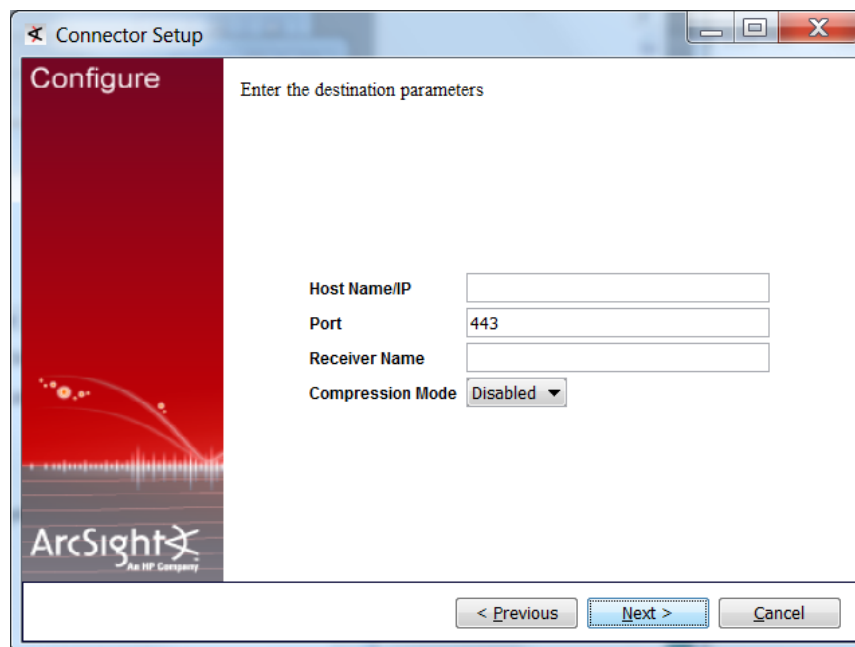 Connector Setup
Configure
Enter the destination parameters
Host Name/IP
Port 443
Receiver Name
Compression Mode Disabled
ArcSight
An HP Company
< Previous Next > Cancel